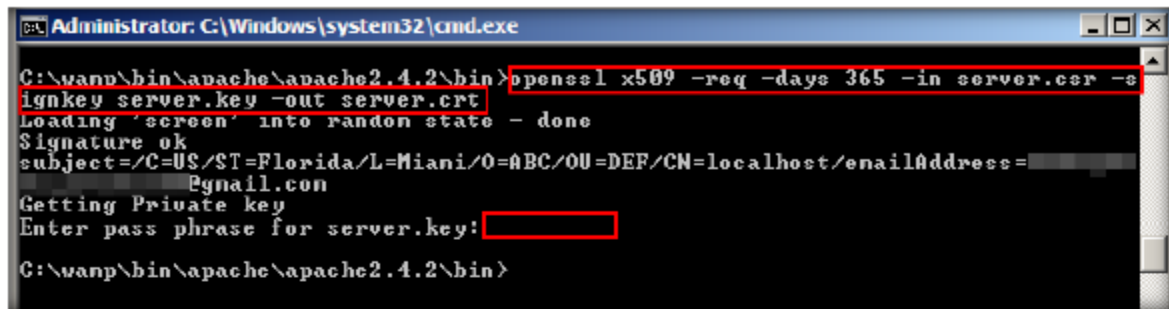 Administrator: C:\Windows\system32\cmd.exe
C:\wamp\bin\apache\apache2.4.2\bin>openssl x509 -req -days 365 -in server.csr -s
ignkey server.key -out server.crt
Loading 'screen' into random state - done
Signature ok
subject=/C=US/ST=Florida/L=Miami/O=ABC/OU=DEF/CN=localhost/emailAddress=
@gmail.com
Getting Private key
Enter pass phrase for server.key:
C:\wamp\bin\apache\apache2.4.2\bin>